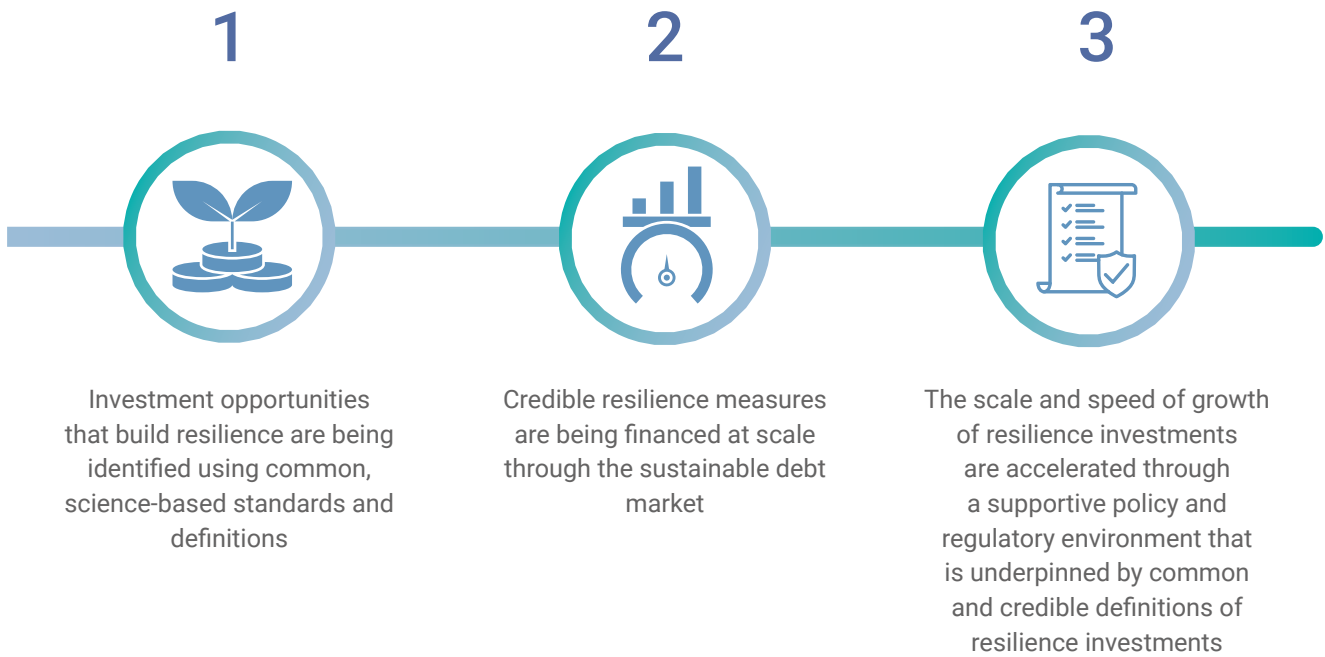 1
Investment opportunities
that build resilience are being
identified using common,
science-based standards and
definitions
2
Credible resilience measures
are being financed at scale
through the sustainable debt
market
3
The scale and speed of growth
of resilience investments
are accelerated through
a supportive policy and
regulatory environment that
is underpinned by common
and credible definitions of
resilience investments